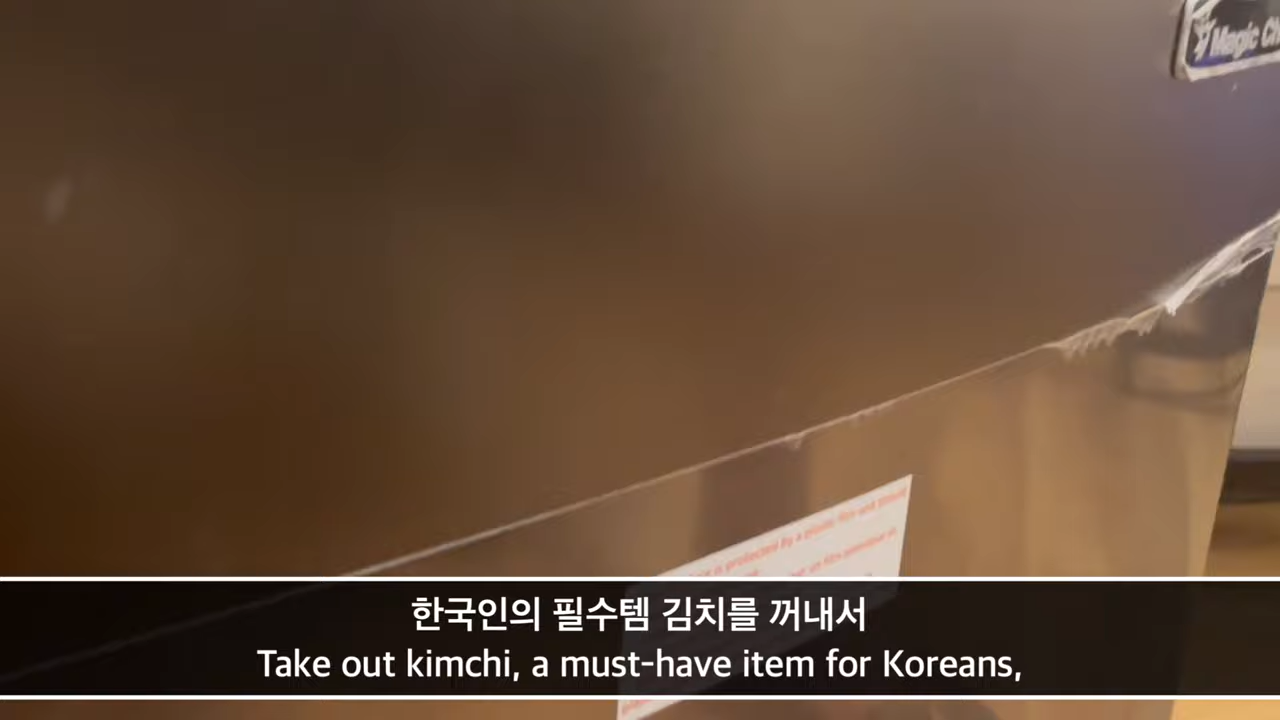 Magic
한국인의 필수템 김치를 꺼내서
Take out kimchi, a must-have item for Koreans,